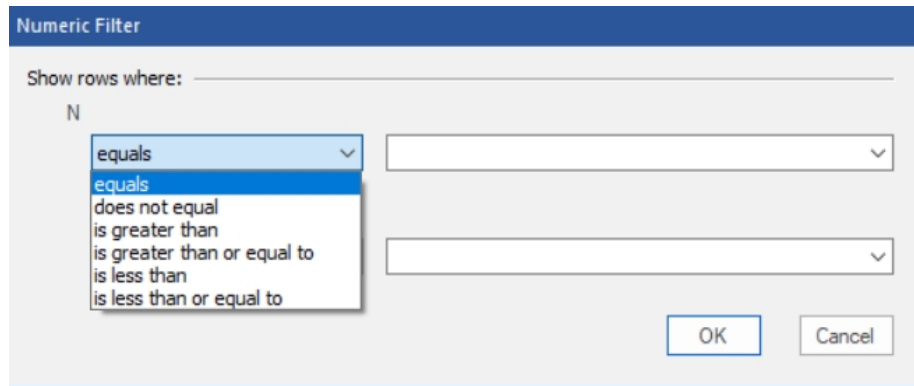 Numeric Filter
Show rows where:
N
equals
equals
does not equal
is greater than
is greater than or equal to
is less than
is less than or equal to
OK Cancel